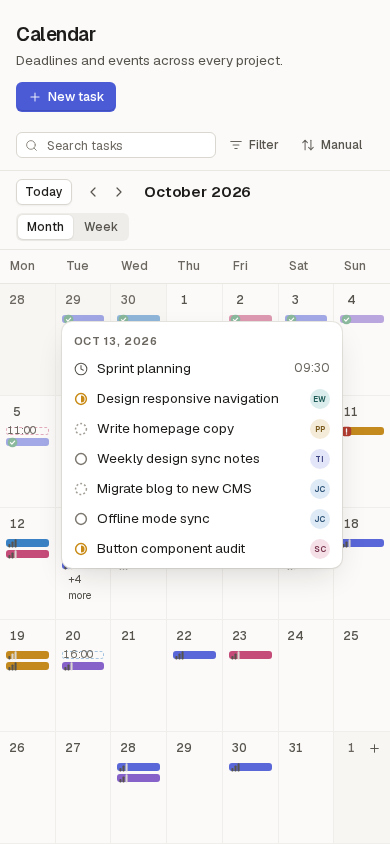 Calendar
Deadlines and events across every project.
New task
Search tasks
Filter
Manual
Today
October 2026
Month
Week
Mon Tue Wed Thu Fri Sat Sun
28 29 30 1 2 3 4
OCT 13, 2026
Sprint planning 09:30
Design responsive navigation EW
Write homepage copy PP
Weekly design sync notes TI
Migrate blog to new CMS JC
Offline mode sync JC
Button component audit SC
5 11
11:00
12 18
+4
more
19 20 21 22 23 24 25
16:00
26 27 28 29 30 31 1